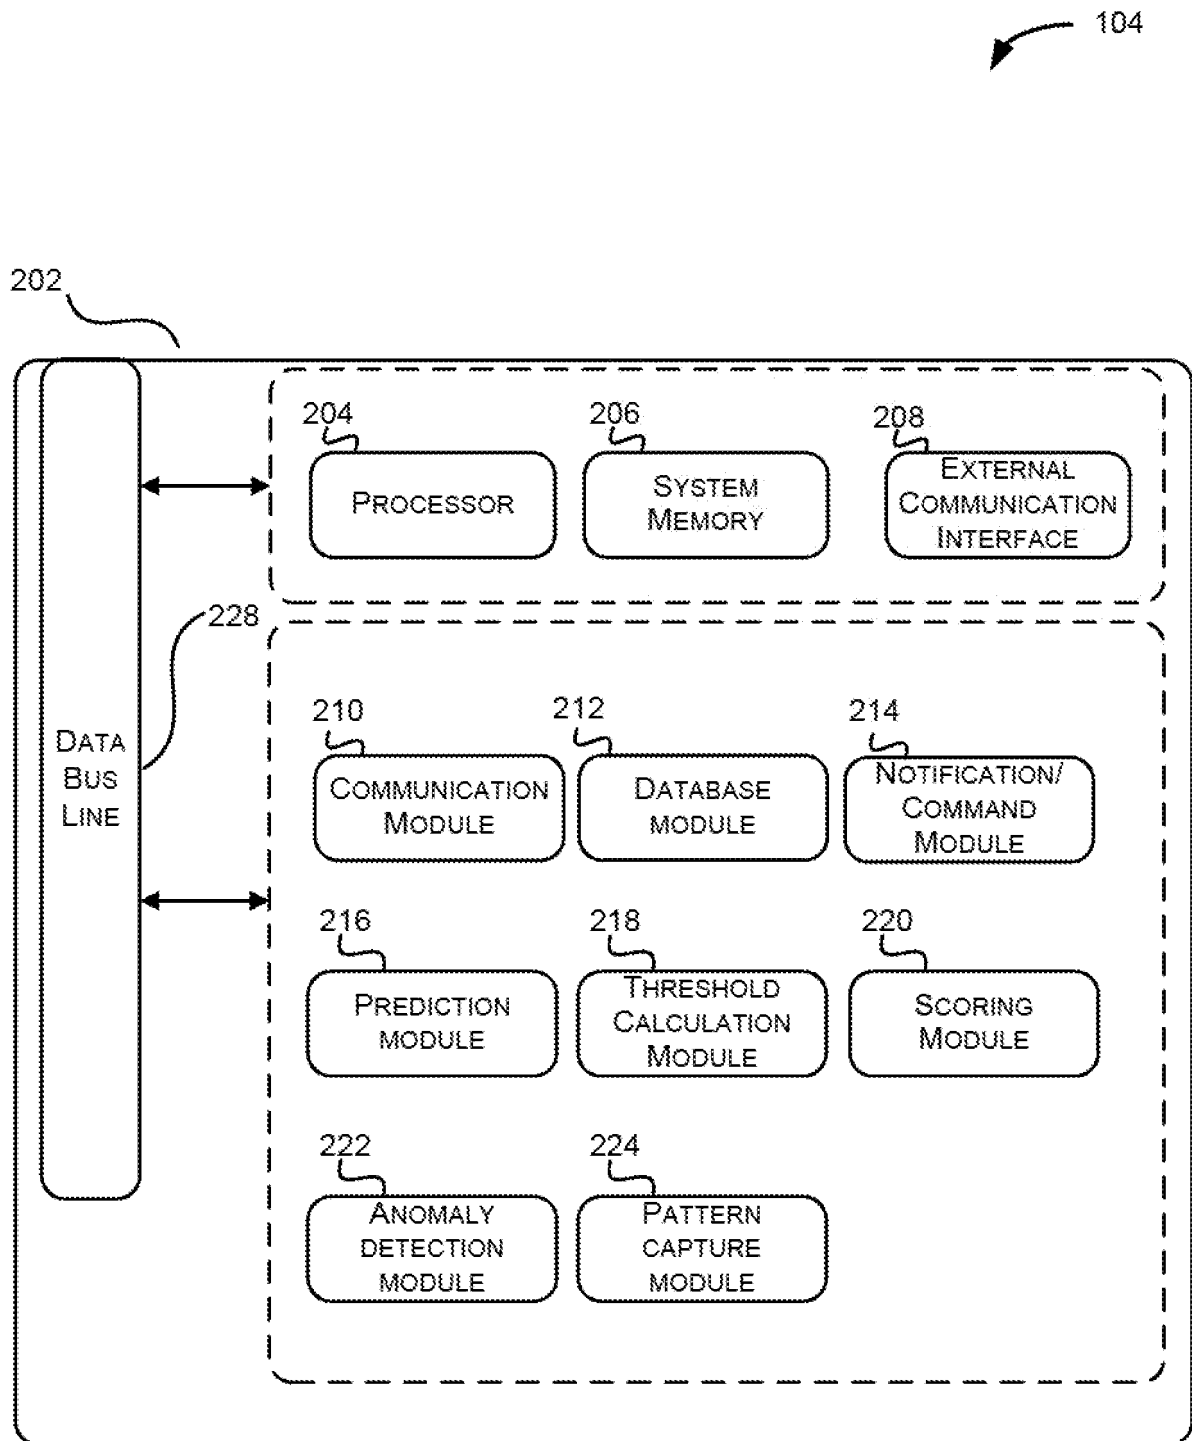 104
202
204
206
208
PROCESSOR
SYSTEM
MEMORY
EXTERNAL
COMMUNICATION
INTERFACE
228
DATA
BUS
LINE
210
212
214
COMMUNICATION
MODULE
DATABASE
MODULE
NOTIFICATION/
COMMAND
MODULE
216
218
220
PREDICTION
MODULE
THRESHOLD
CALCULATION
MODULE
SCORING
MODULE
222
224
ANOMALY
DETECTION
MODULE
PATTERN
CAPTURE
MODULE